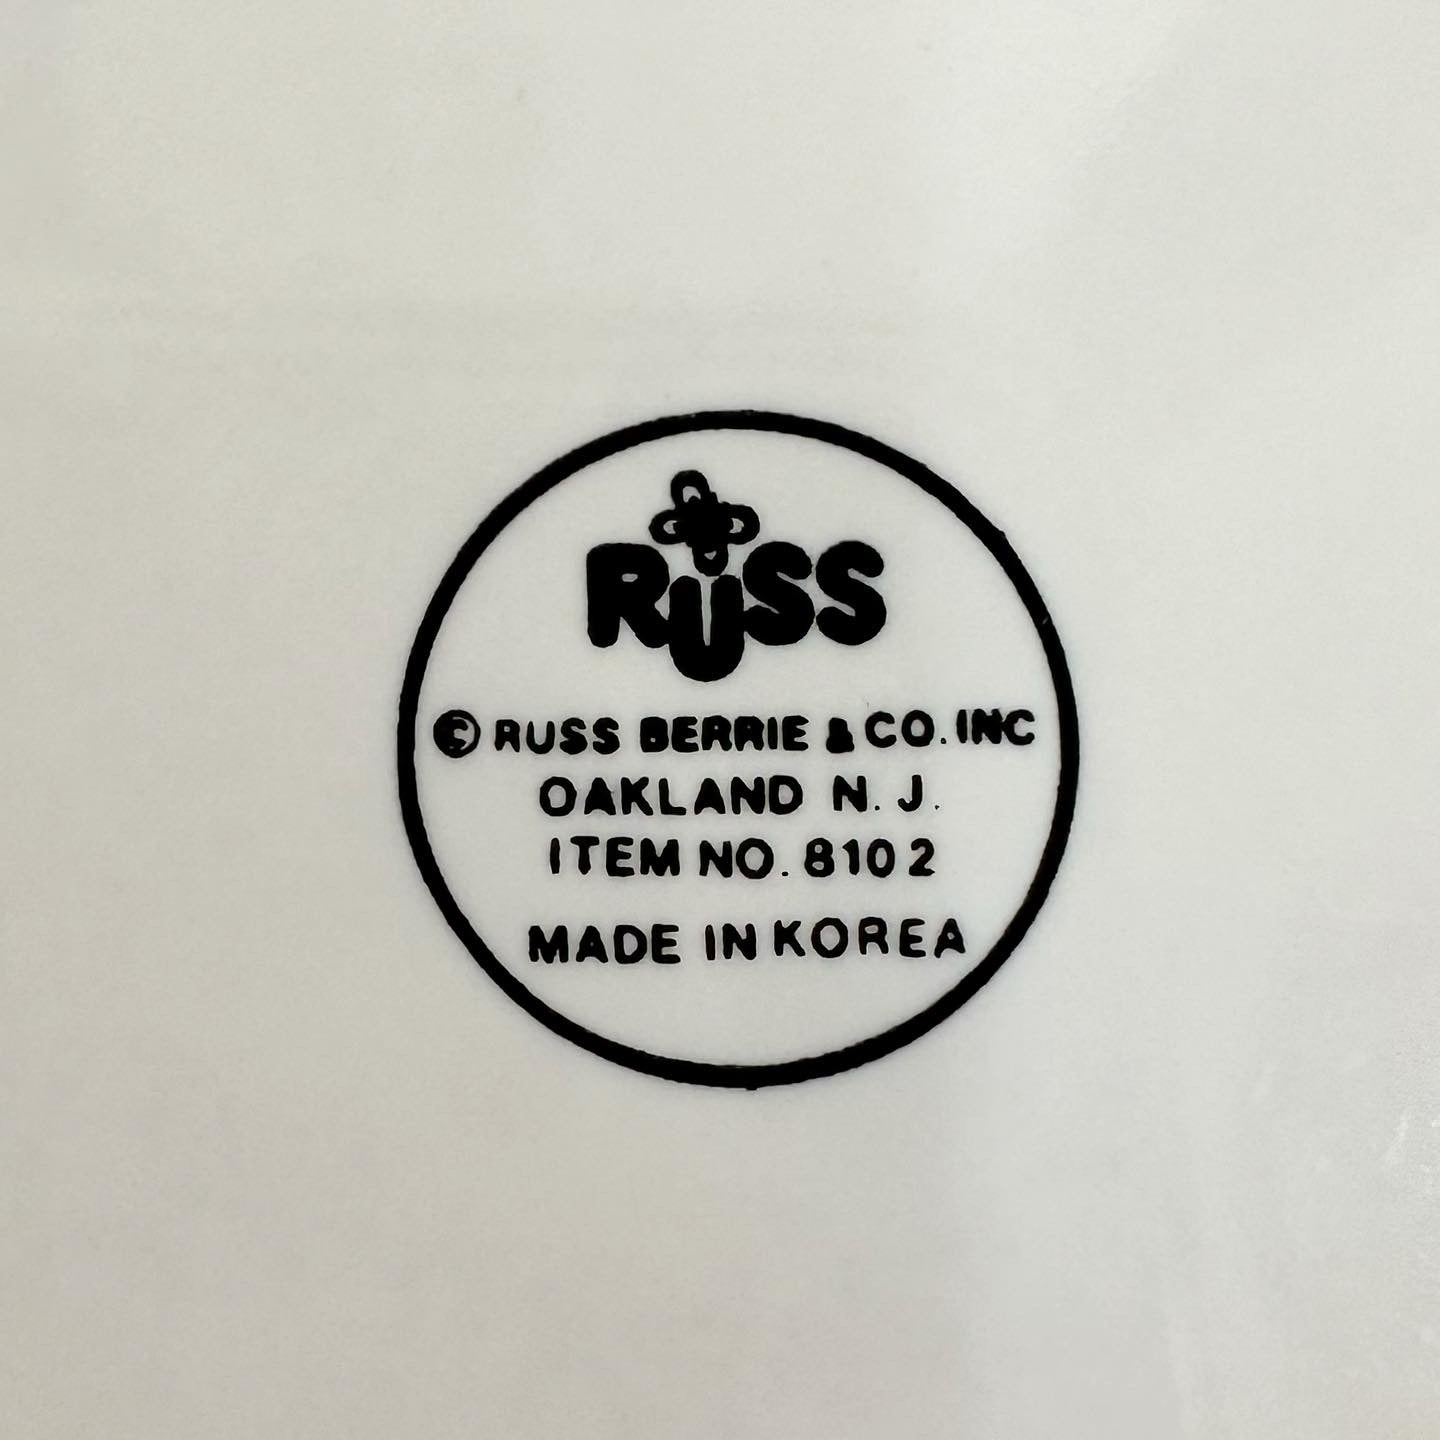 RUSS
© RUSS BERRIE & CO. INC
OAKLAND N. J.
ITEM NO. 8102
MADE IN KOREA